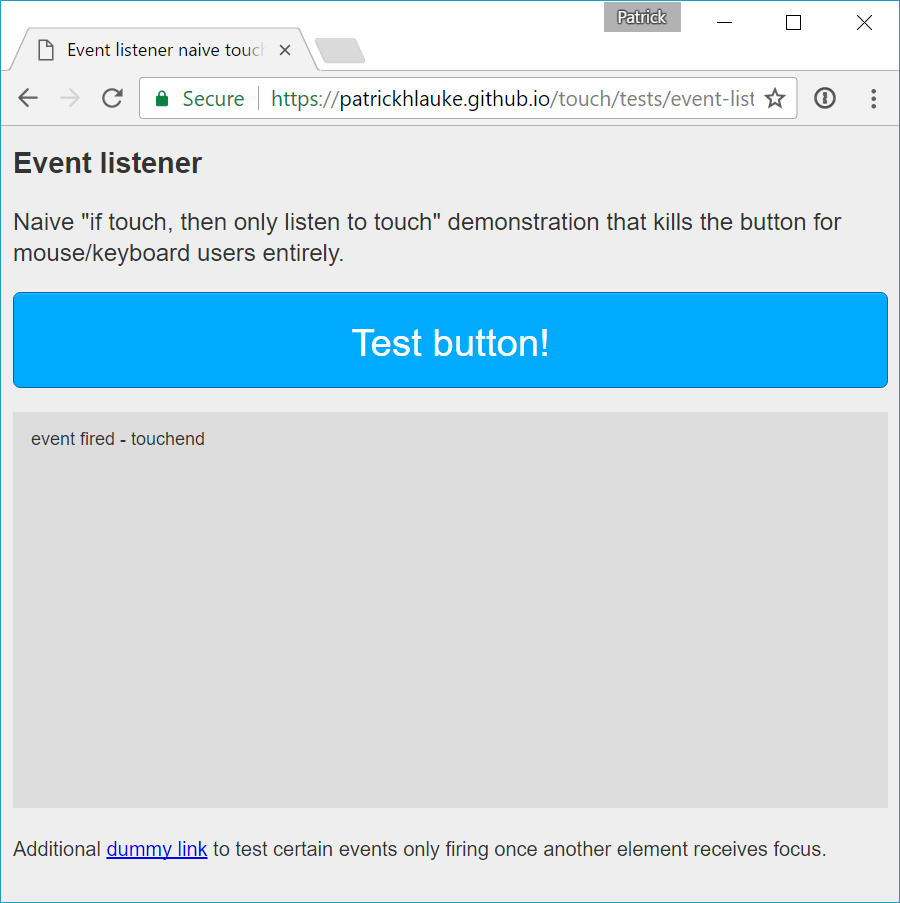 Patrick
Event listener naive touc
Secure
https://patrickhlauke.github.io/touch/tests/event-list
Event listener
Naive "if touch, then only listen to touch" demonstration that kills the button for
mouse/keyboard users entirely.
Test button!
event fired - touchend
Additional dummy link to test certain events only firing once another element receives focus.